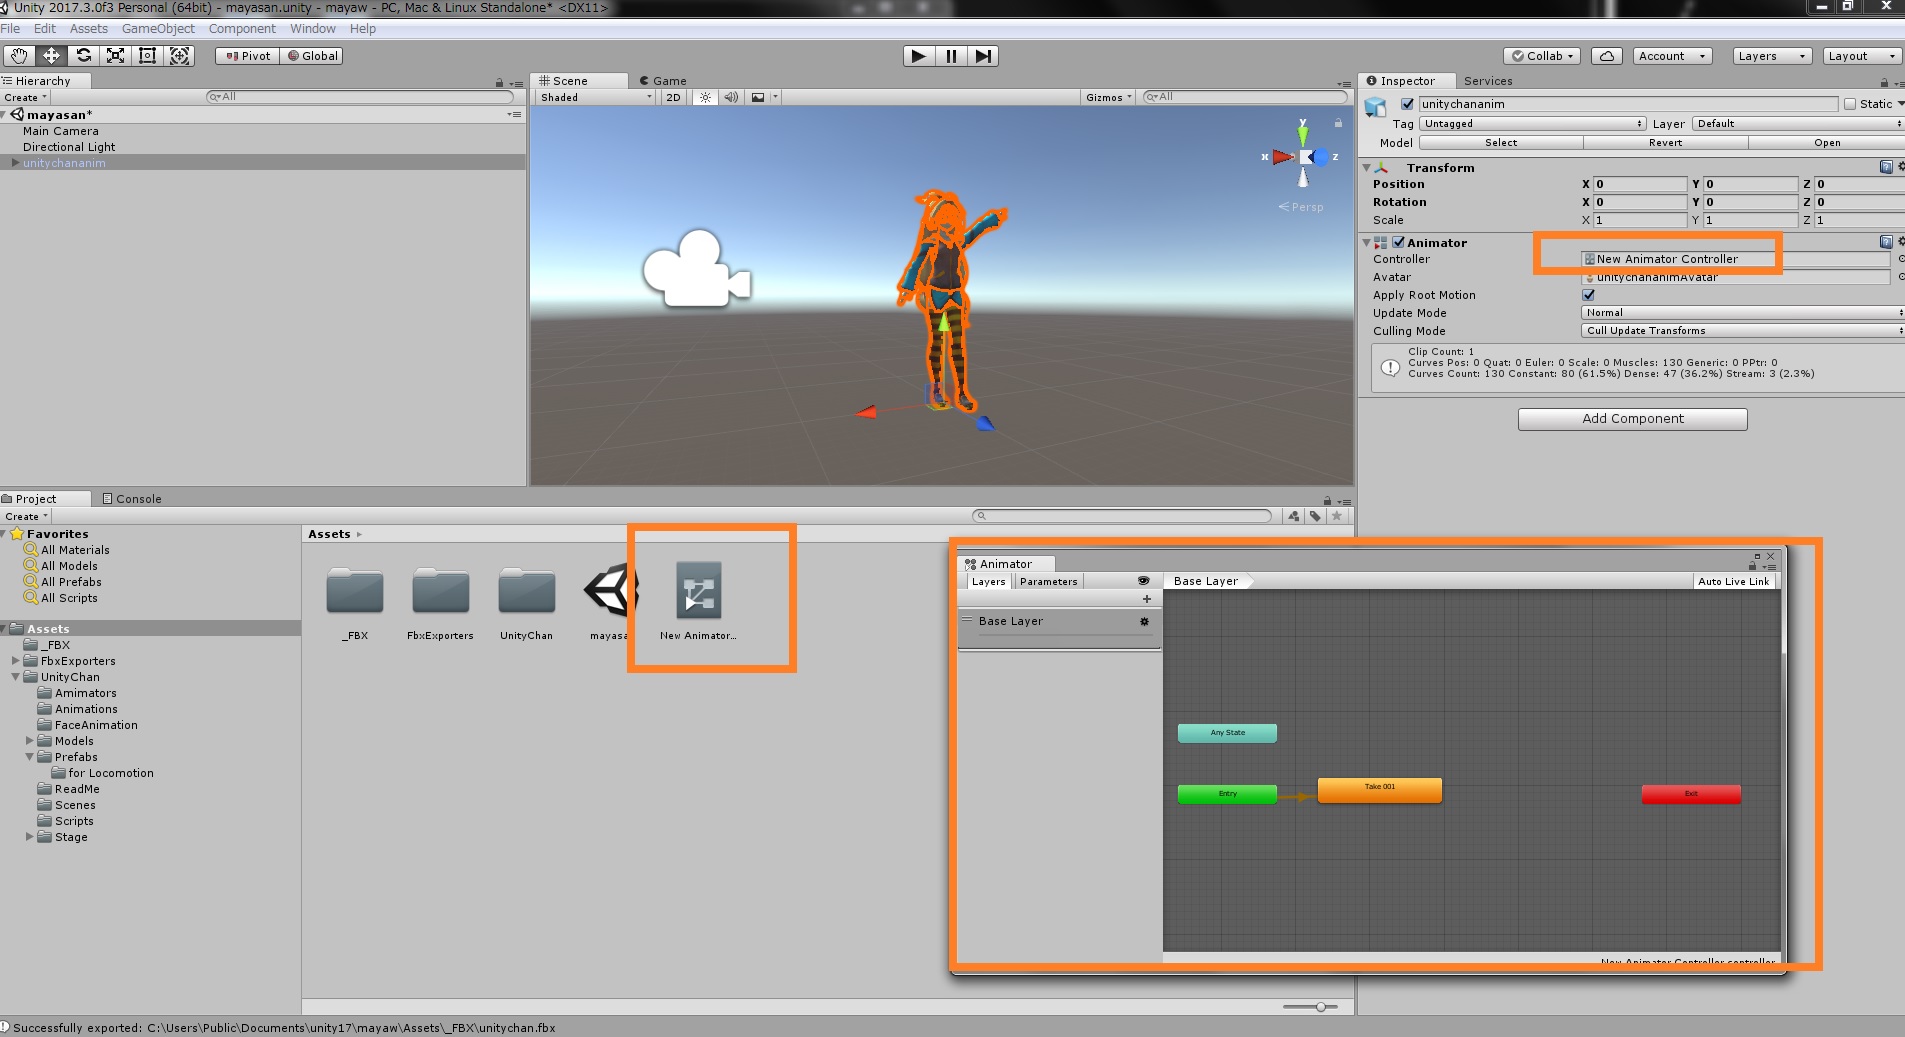 Unity 2017.3.0f3 Personal (64bit) - mayasan.unity - mayaw - PC, Mac & Linux Standalone* <DX11>
File Edit Assets GameObject Component Window Help
Pivot Global Collab Account Layers Layout
Hierarchy
Create All
mayasan*
Main Camera
Directional Light
unitychananim
Scene Game
Shaded 2D Gizmos All
y
x z
Persp
Inspector Services
unitychananim Static
Tag Untagged Layer Default
Model Select Revert Open
Transform
Position X 0 Y 0 Z 0
Rotation X 0 Y 0 Z 0
Scale X 1 Y 1 Z 1
Animator
Controller New Animator Controller
Avatar unitychananimAvatar
Apply Root Motion
Update Mode Normal
Culling Mode Cull Update Transforms
Clip Count: 1
Curves Pos: 0 Quat: 0 Euler: 0 Scale: 0 Muscles: 130 Generic: 0 PPtr: 0
Curves Count: 130 Constant: 80 (61.5%) Dense: 47 (36.2%) Stream: 3 (2.3%)
Add Component
Project Console
Create
Favorites
All Materials
All Models
All Prefabs
All Scripts
Assets
_FBX
FbxExporters
UnityChan
Amimators
Animations
FaceAnimation
Models
Prefabs
for Locomotion
ReadMe
Scenes
Scripts
Stage
Assets
_FBX FbxExporters UnityChan mayasa New Animator...
Animator
Layers Parameters Base Layer Auto Live Link
Base Layer
Any State
Entry Take 001 Exit
New Animator Controller.controller
Successfully exported: C:\Users\Public\Documents\unity17\mayaw\Assets\_FBX\unitychan.fbx